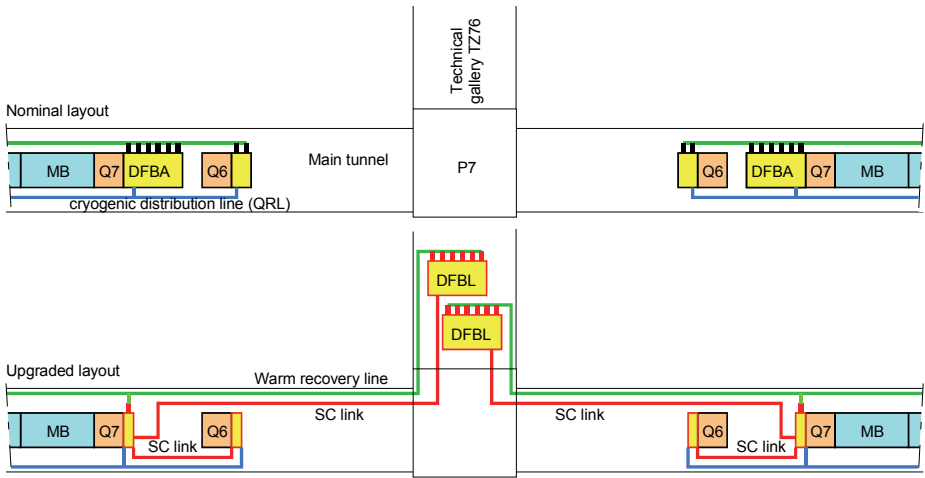 Technical
gallery TZ76
Nominal layout
MB
Q7
DFBA
Q6
Main tunnel
P7
Q6
DFBA
Q7
MB
cryogenic distribution line (QRL)
DFBL
DFBL
Upgraded layout
Warm recovery line
SC link
SC link
MB
Q7
Q6
Q6
Q7
MB
SC link
SC link